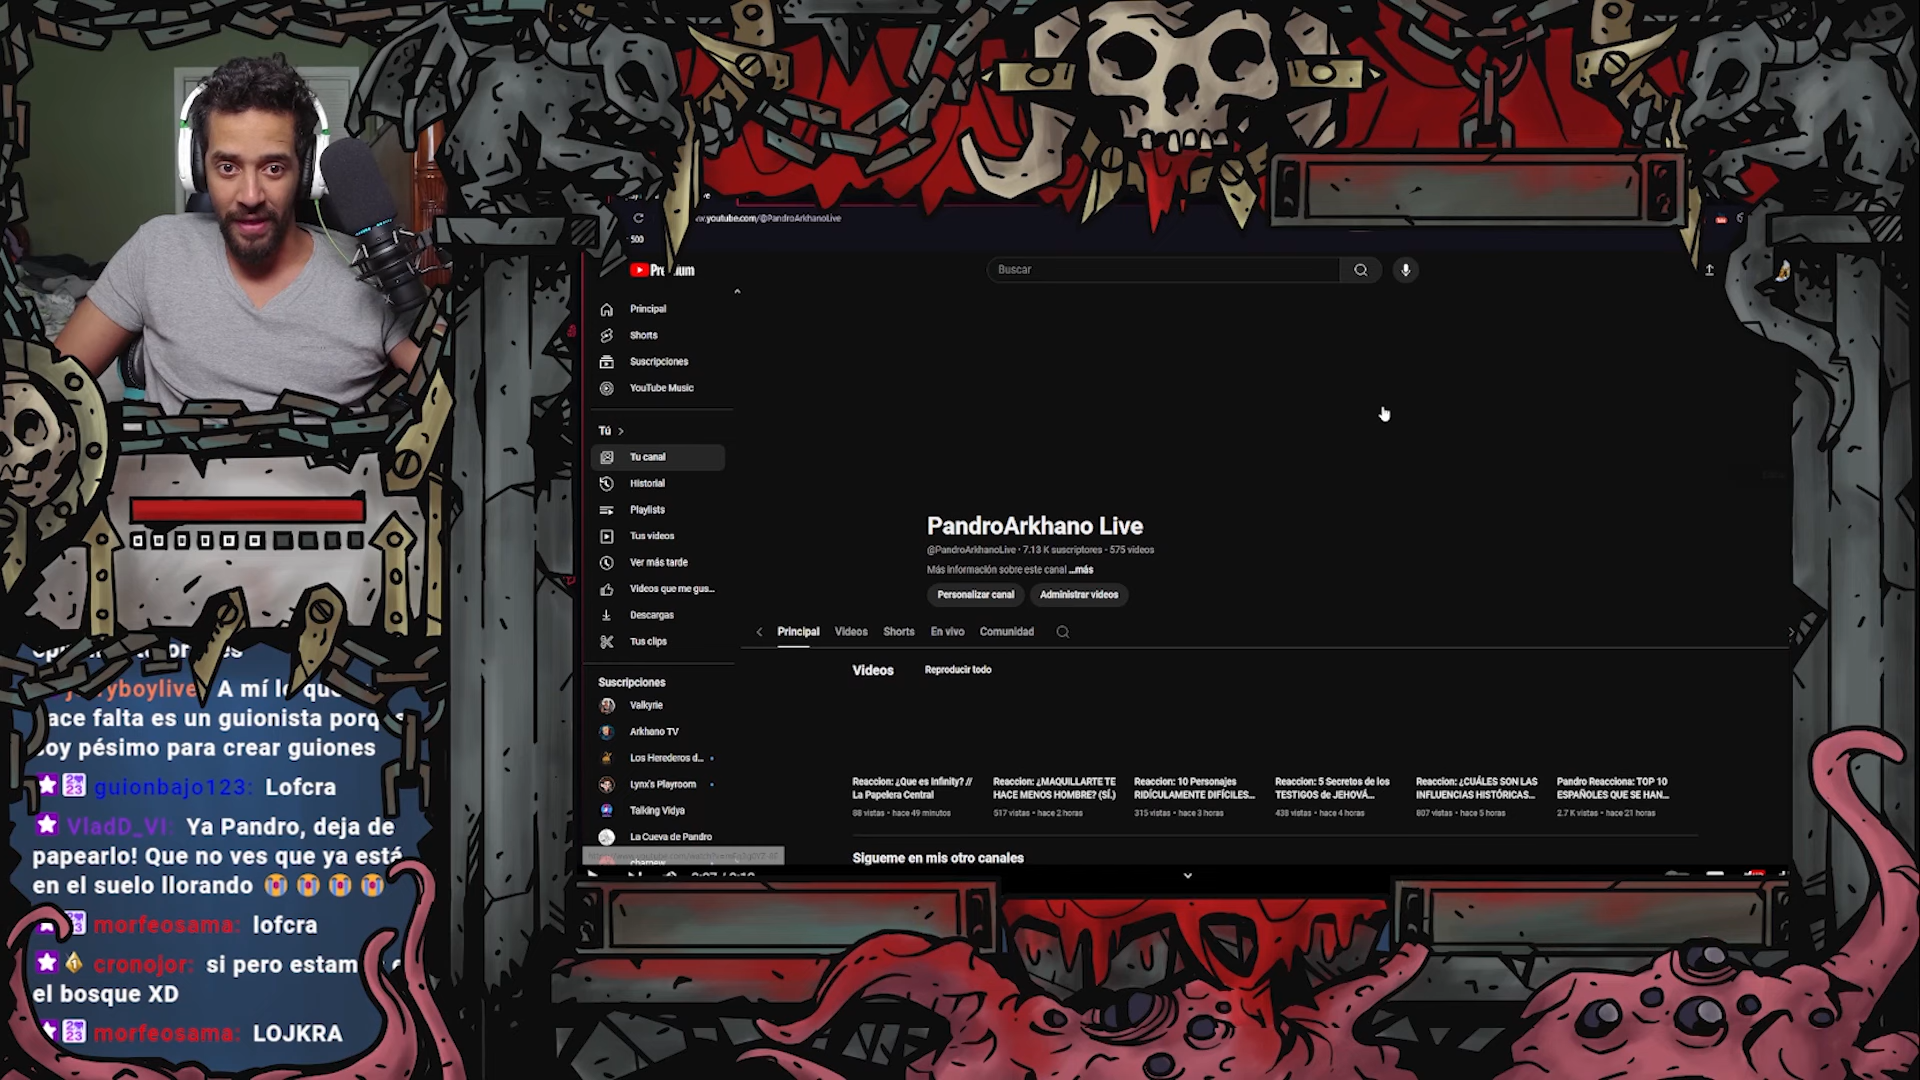 www.youtube.com/@PandroArkhanoLive
500
Premium
Buscar
Principal
Shorts
Suscripciones
YouTube Music
Tú
Tu canal
Historial
Playlists
Tus videos
Ver más tarde
Videos que me gus...
Descargas
Tus clips
Suscripciones
Valkyrie
Arkhano TV
Los Herederos d...
Lynx's Playroom
Talking Vidya
La Cueva de Pandro
PandroArkhano Live
@PandroArkhanoLive · 7.13 K suscriptores · 575 videos
Más información sobre este canal ...más
Personalizar canal
Administrar videos
Principal
Videos
Shorts
En vivo
Comunidad
Videos
Reproducir todo
Reaccion: ¿Que es Infinity? //
La Papelera Central
88 vistas · hace 49 minutos
Reaccion: ¿MAQUILLARTE TE
HACE MENOS HOMBRE? (SÍ.)
517 vistas · hace 2 horas
Reaccion: 10 Personajes
RIDÍCULAMENTE DIFÍCILES...
315 vistas · hace 3 horas
Reaccion: 5 Secretos de los
TESTIGOS de JEHOVÁ...
438 vistas · hace 4 horas
Reaccion: ¿CUÁLES SON LAS
INFLUENCIAS HISTÓRICAS...
807 vistas · hace 5 horas
Pandro Reacciona: TOP 10
ESPAÑOLES QUE SE HAN...
2.7 K vistas · hace 21 horas
Sigueme en mis otro canales
ryboylive: A mí lo que
ace falta es un guionista porq
oy pésimo para crear guiones
guionbajo123: Lofcra
VladD_VI: Ya Pandro, deja de
papearlo! Que no ves que ya está
en el suelo llorando 😭 😭 😭 😭
morfeosama: lofcra
cronojor: si pero estam
el bosque XD
morfeosama: LOJKRA